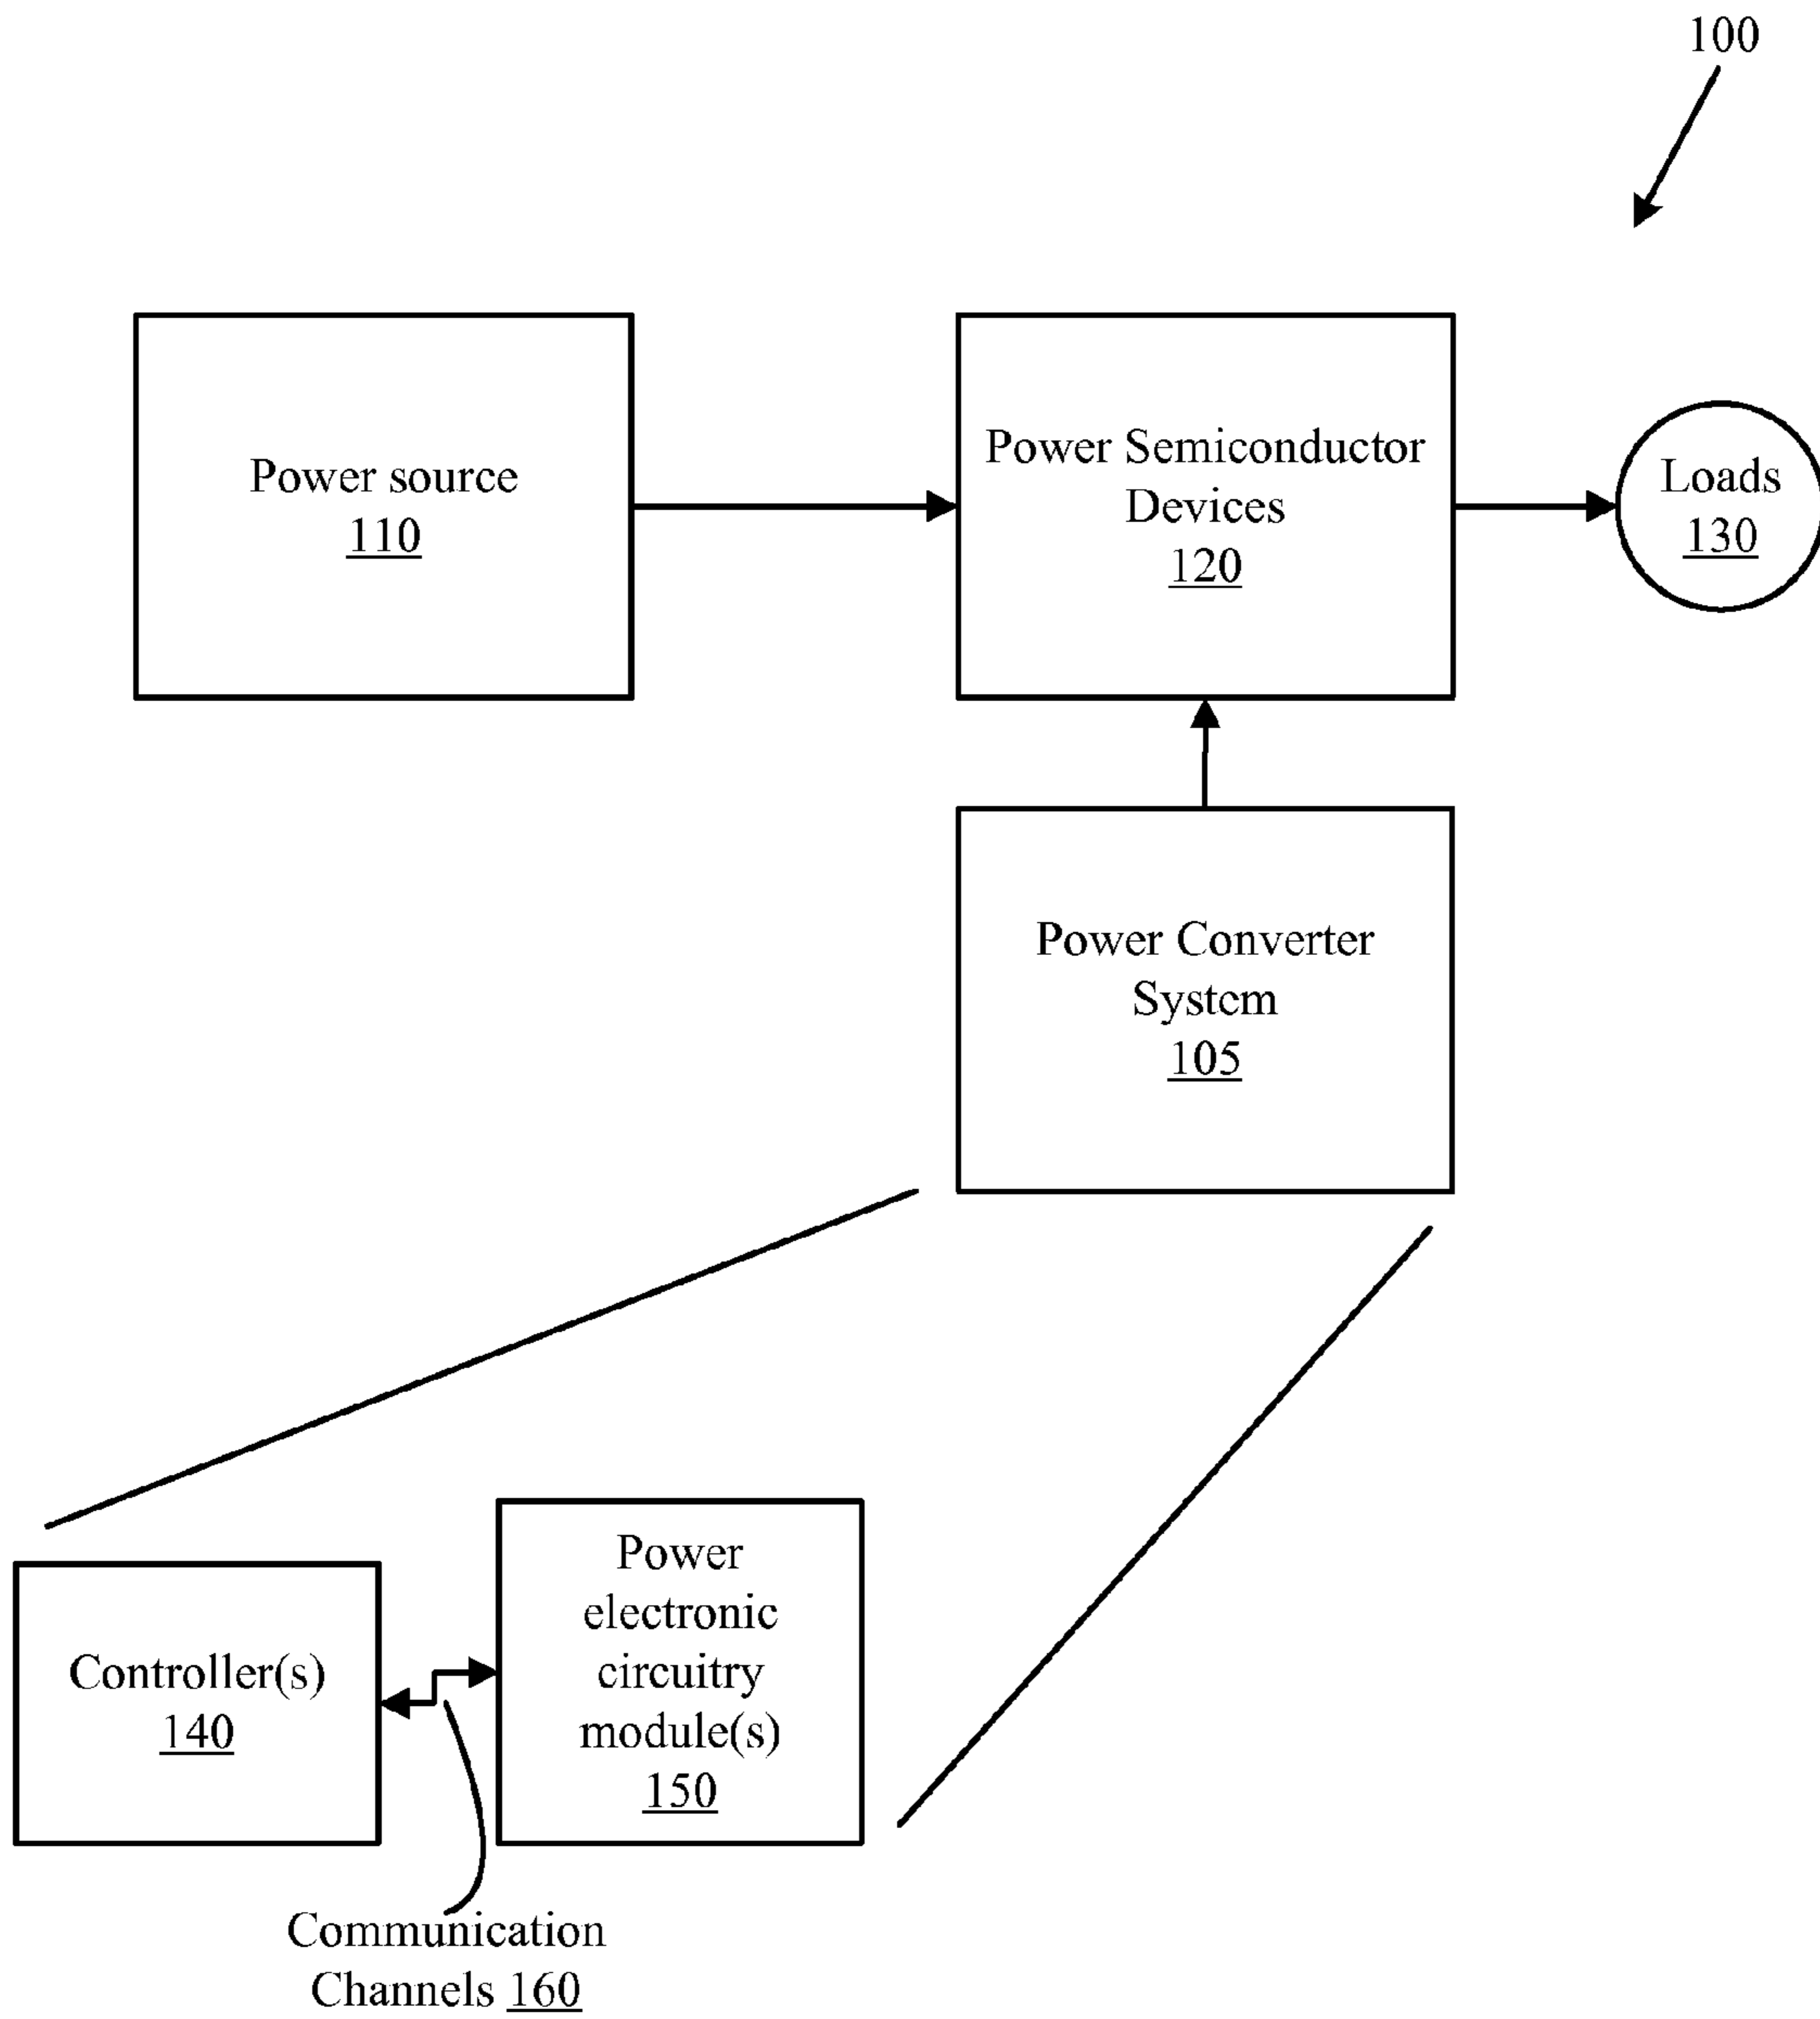 100
Power source
110
Power Semiconductor
Devices
120
Loads
130
Power Converter
System
105
Power
electronic
circuitry
module(s)
150
Controller(s)
140
Communication
Channels 160